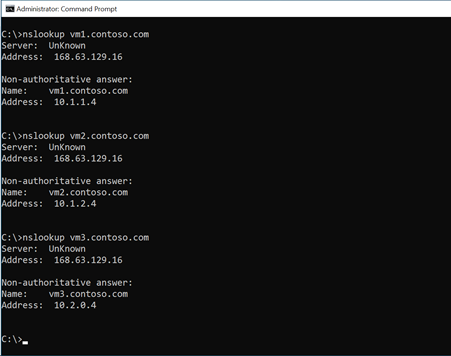 Administrator: Command Prompt
C:\>nslookup vm1.contoso.com
Server:  UnKnown
Address:  168.63.129.16
Non-authoritative answer:
Name:    vm1.contoso.com
Address:  10.1.1.4
C:\>nslookup vm2.contoso.com
Server:  UnKnown
Address:  168.63.129.16
Non-authoritative answer:
Name:    vm2.contoso.com
Address:  10.1.2.4
C:\>nslookup vm3.contoso.com
Server:  UnKnown
Address:  168.63.129.16
Non-authoritative answer:
Name:    vm3.contoso.com
Address:  10.2.0.4
C:\>